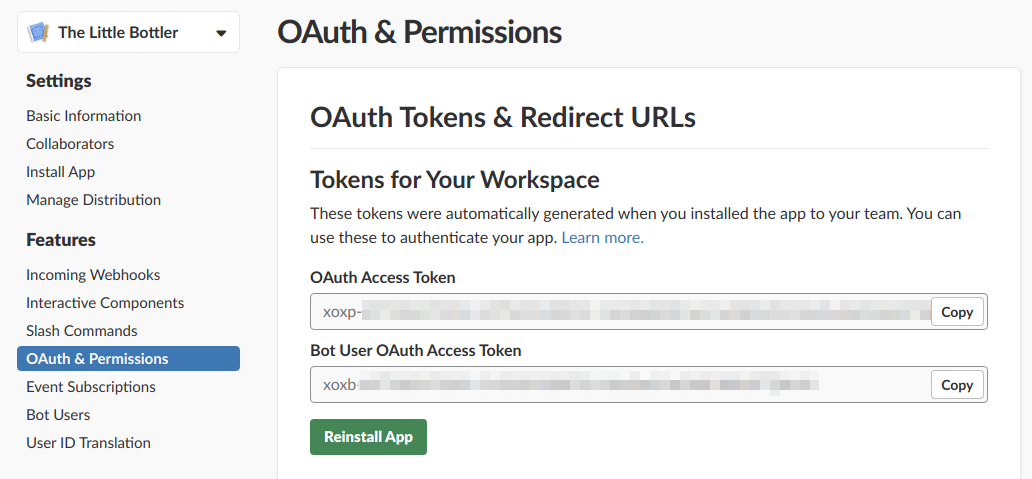 The Little Bottler
Settings
Basic Information
Collaborators
Install App
Manage Distribution
Features
Incoming Webhooks
Interactive Components
Slash Commands
OAuth & Permissions
Event Subscriptions
Bot Users
User ID Translation
OAuth & Permissions
OAuth Tokens & Redirect URLs
Tokens for Your Workspace
These tokens were automatically generated when you installed the app to your team. You can
use these to authenticate your app. Learn more.
OAuth Access Token
xoxp-
Copy
Bot User OAuth Access Token
xoxb-
Copy
Reinstall App